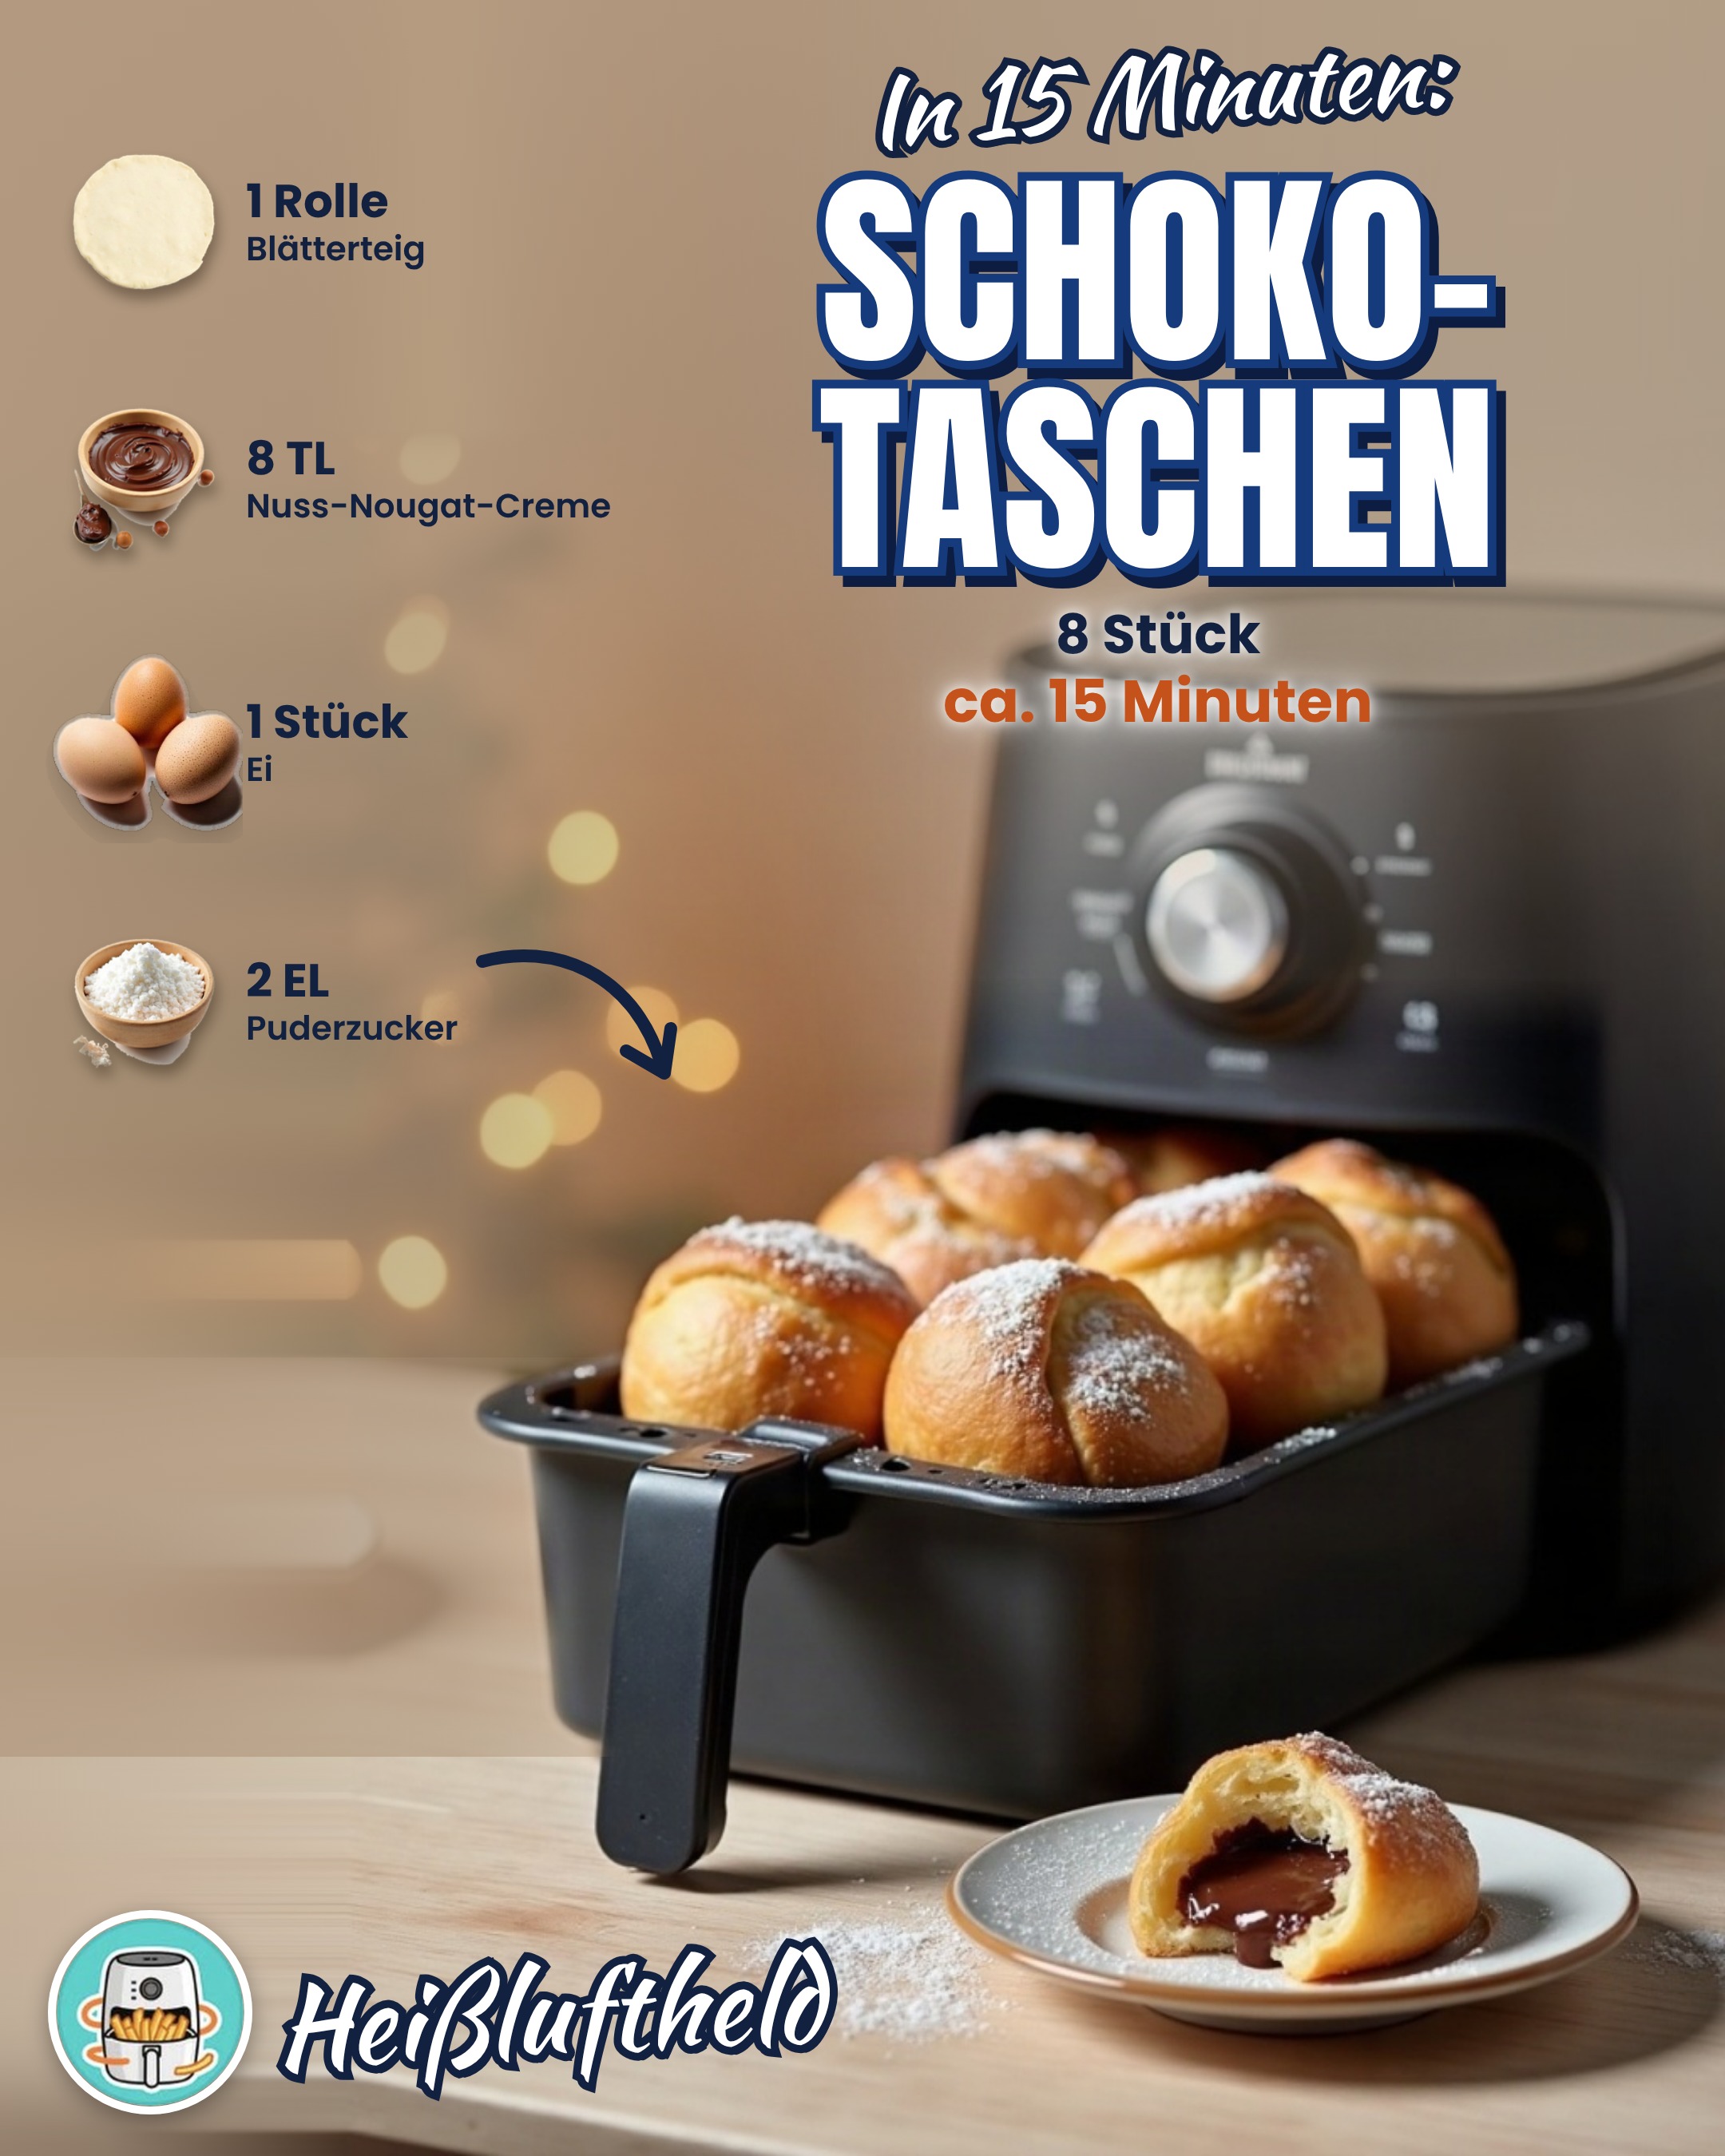 In 15 Minuten:
SCHOKO-
TASCHEN
8 Stück
ca. 15 Minuten
1 Rolle
Blätterteig
8 TL
Nuss-Nougat-Creme
1 Stück
Ei
2 EL
Puderzucker
Heißluftheld